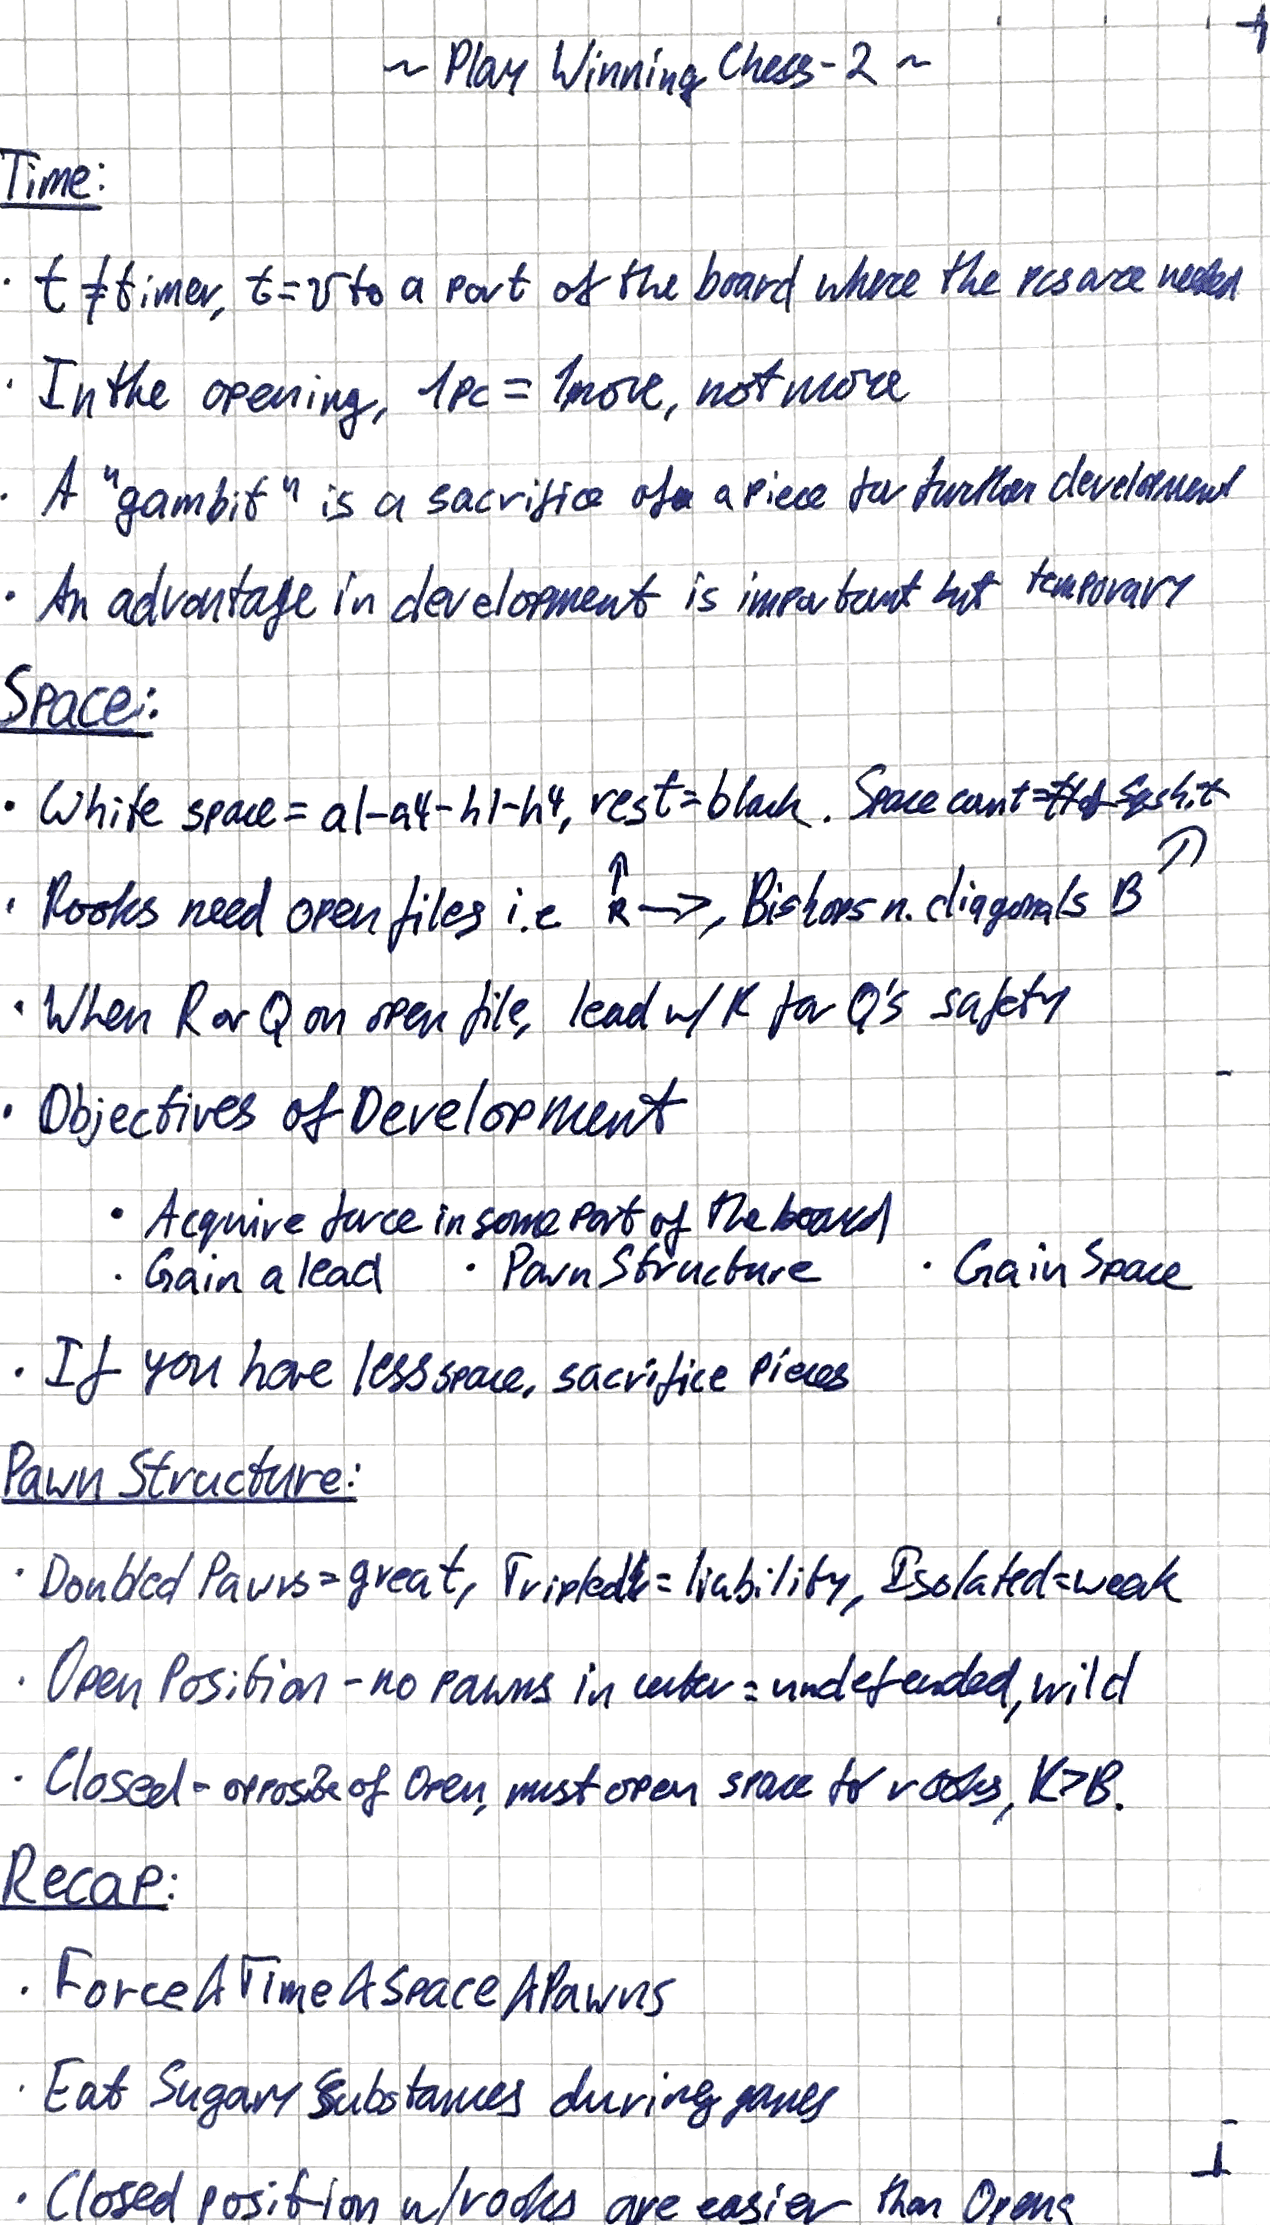 ~ Play Winning Chess - 2 ~
Time:
· t ≠ timer, t = v to a part of the board where the pcs are needed
· In the opening, 1pc = 1move, not more
· A "gambit" is a sacrifice of a piece for further development
· An advantage in development is important but temporary
Space:
· White space = a1-a4-h1-h4, rest = black. Space count = # of sqs hit
· Rooks need open files i.e ↑ R →, Bishops n. diagonals B ↗
· When R or Q on open file, lead w/ R for Q's safety
· Objectives of Development
· Acquire force in some part of the board
· Gain a lead · Pawn Structure · Gain Space
· If you have less space, sacrifice pieces
Pawn Structure:
· Doubled Pawns = great, Tripled = liability, Isolated = weak
· Open Position - no pawns in center = undefended, wild
· Closed - opposite of Open, must open space for rooks, K > B.
Recap:
· Force Λ Time Λ Space Λ Pawns
· Eat Sugary Substances during games
· Closed position w/ rooks are easier than Opens